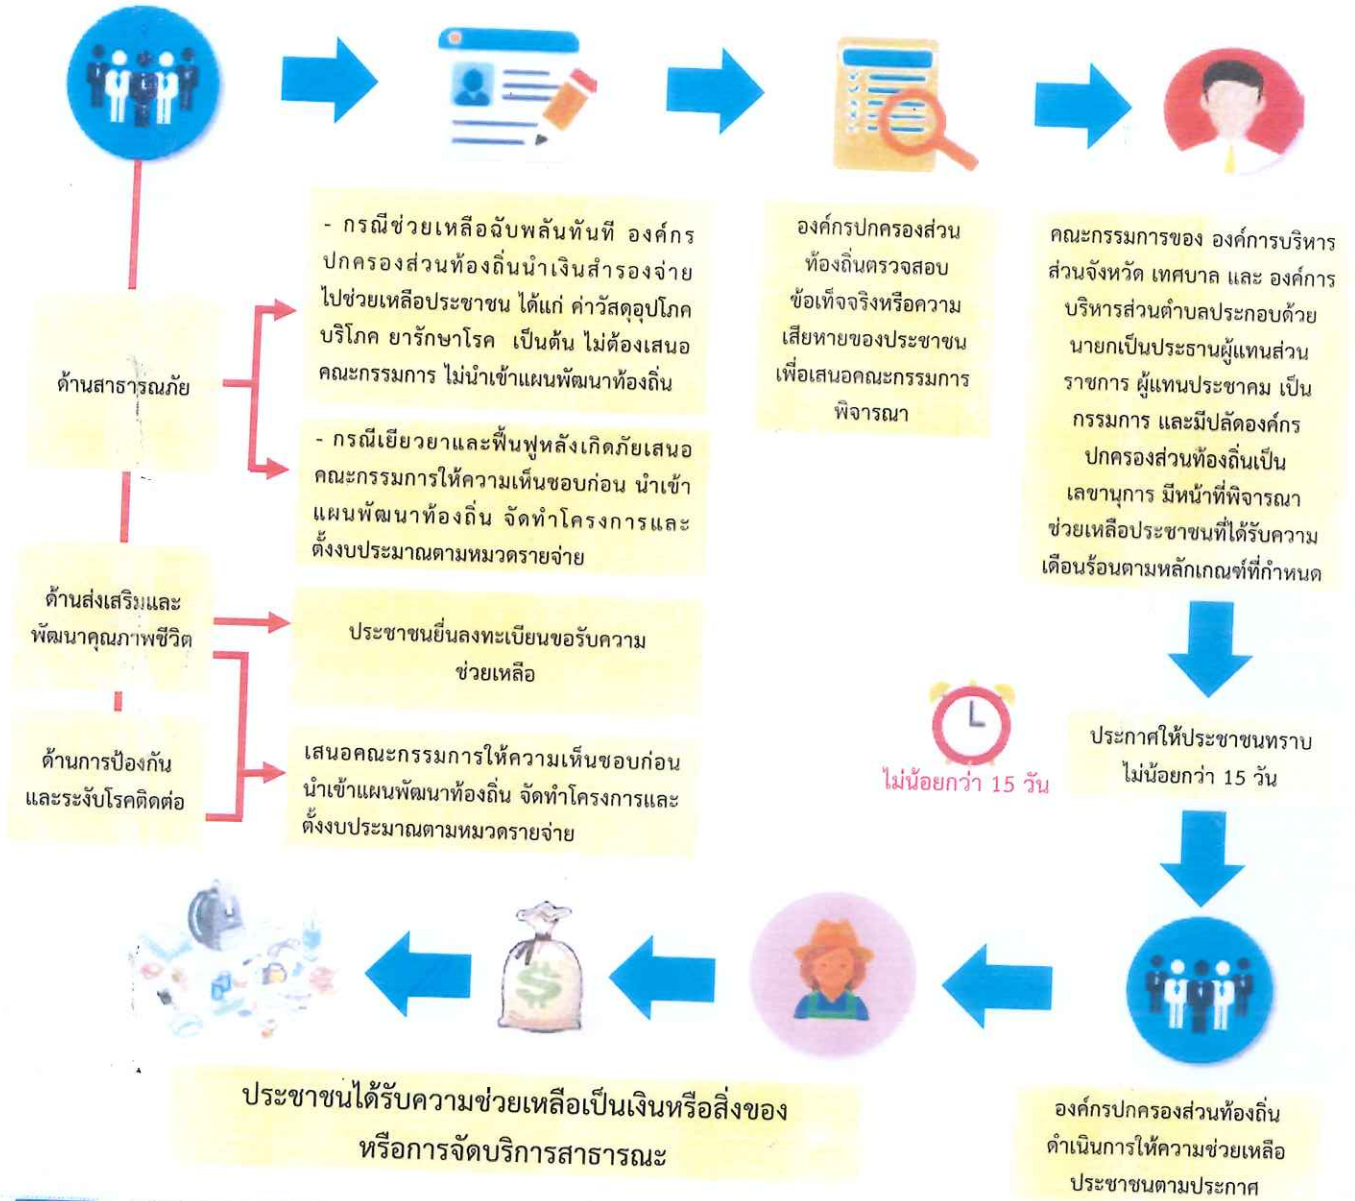 - กรณีช่วยเหลือฉับพลันทันที องค์กร
ปกครองส่วนท้องถิ่นนำเงินสำรองจ่าย
ไปช่วยเหลือประชาชน ได้แก่ ค่าวัสดุอุปโภค
บริโภค ยารักษาโรค เป็นต้น ไม่ต้องเสนอ
คณะกรรมการ ไม่นำเข้าแผนพัฒนาท้องถิ่น
องค์กรปกครองส่วน
ท้องถิ่นตรวจสอบ
ข้อเท็จจริงหรือความ
เสียหายของประชาชน
เพื่อเสนอคณะกรรมการ
พิจารณา
คณะกรรมการของ องค์การบริหาร
ส่วนจังหวัด เทศบาล และ องค์การ
บริหารส่วนตำบลประกอบด้วย
นายกเป็นประธานผู้แทนส่วน
ราชการ ผู้แทนประชาคม เป็น
กรรมการ และมีปลัดองค์กร
ปกครองส่วนท้องถิ่นเป็น
เลขานุการ มีหน้าที่พิจารณา
ช่วยเหลือประชาชนที่ได้รับความ
เดือนร้อนตามหลักเกณฑ์ที่กำหนด
ด้านสาธารณภัย
- กรณีเยียวยาและฟื้นฟูหลังเกิดภัยเสนอ
คณะกรรมการให้ความเห็นชอบก่อน นำเข้า
แผนพัฒนาท้องถิ่น จัดทำโครงการและ
ตั้งงบประมาณตามหมวดรายจ่าย
ด้านส่งเสริมและ
พัฒนาคุณภาพชีวิต
ประชาชนยื่นลงทะเบียนขอรับความ
ช่วยเหลือ
ด้านการป้องกัน
และระงับโรคติดต่อ
เสนอคณะกรรมการให้ความเห็นชอบก่อน
นำเข้าแผนพัฒนาท้องถิ่น จัดทำโครงการและ
ตั้งงบประมาณตามหมวดรายจ่าย
ไม่น้อยกว่า 15 วัน
ประกาศให้ประชาชนทราบ
ไม่น้อยกว่า 15 วัน
ประชาชนได้รับความช่วยเหลือเป็นเงินหรือสิ่งของ
หรือการจัดบริการสาธารณะ
องค์กรปกครองส่วนท้องถิ่น
ดำเนินการให้ความช่วยเหลือ
ประชาชนตามประกาศ